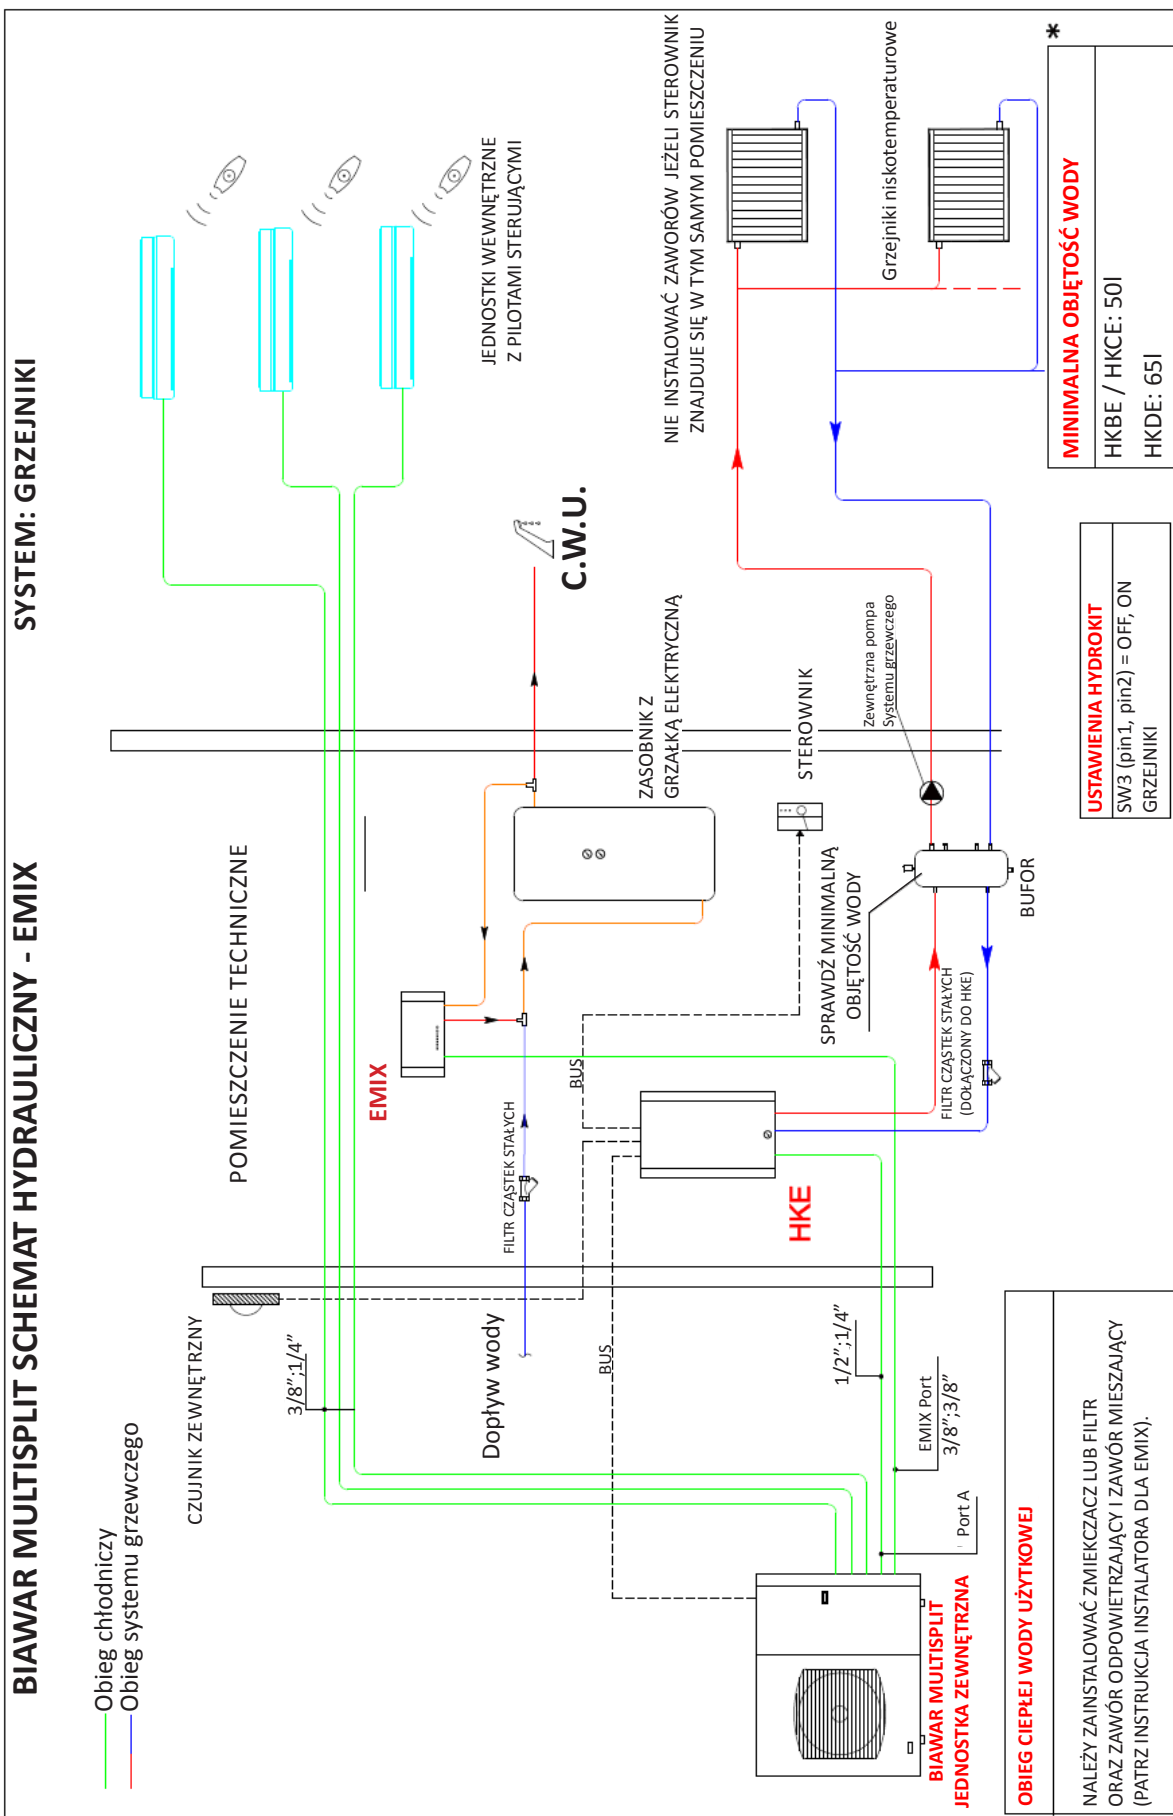 BIAWAR MULTISPLIT SCHEMAT HYDRAULICZNY - EMIX
SYSTEM: GRZEJNIKI
Obieg chłodniczy
Obieg systemu grzewczego
CZUJNIK ZEWNĘTRZNY
POMIESZCZENIE TECHNICZNE
3/8”;1/4”
EMIX
JEDNOSTKI WEWNĘTRZNE
Z PILOTAMI STERUJĄCYMI
Dopływ wody
FILTR CZĄSTEK STAŁYCH
C.W.U.
BUS
BUS
ZASOBNIK Z
GRZAŁKĄ ELEKTRYCZNĄ
NIE INSTALOWAĆ ZAWORÓW JEŻELI STEROWNIK
ZNAJDUJE SIĘ W TYM SAMYM POMIESZCZENIU
HKE
STEROWNIK
1/2”;1/4”
SPRAWDŹ MINIMALNĄ
OBJĘTOŚĆ WODY
Zewnętrzna pompa
Systemu grzewczego
Grzejniki niskotemperaturowe
EMIX Port
3/8”;3/8”
Port A
FILTR CZĄSTEK STAŁYCH
(DOŁĄCZONY DO HKE)
BUFOR
BIAWAR MULTISPLIT
JEDNOSTKA ZEWNĘTRZNA
OBIEG CIEPŁEJ WODY UŻYTKOWEJ
NALEŻY ZAINSTALOWAĆ ZMIEKCZACZ LUB FILTR
ORAZ ZAWÓR ODPOWIETRZAJĄCY I ZAWÓR MIESZAJĄCY
(PATRZ INSTRUKCJA INSTALATORA DLA EMIX).
USTAWIENIA HYDROKIT
SW3 (pin1, pin2) = OFF, ON
GRZEJNIKI
*
MINIMALNA OBJĘTOŚĆ WODY
HKBE / HKCE: 50l
HKDE: 65l